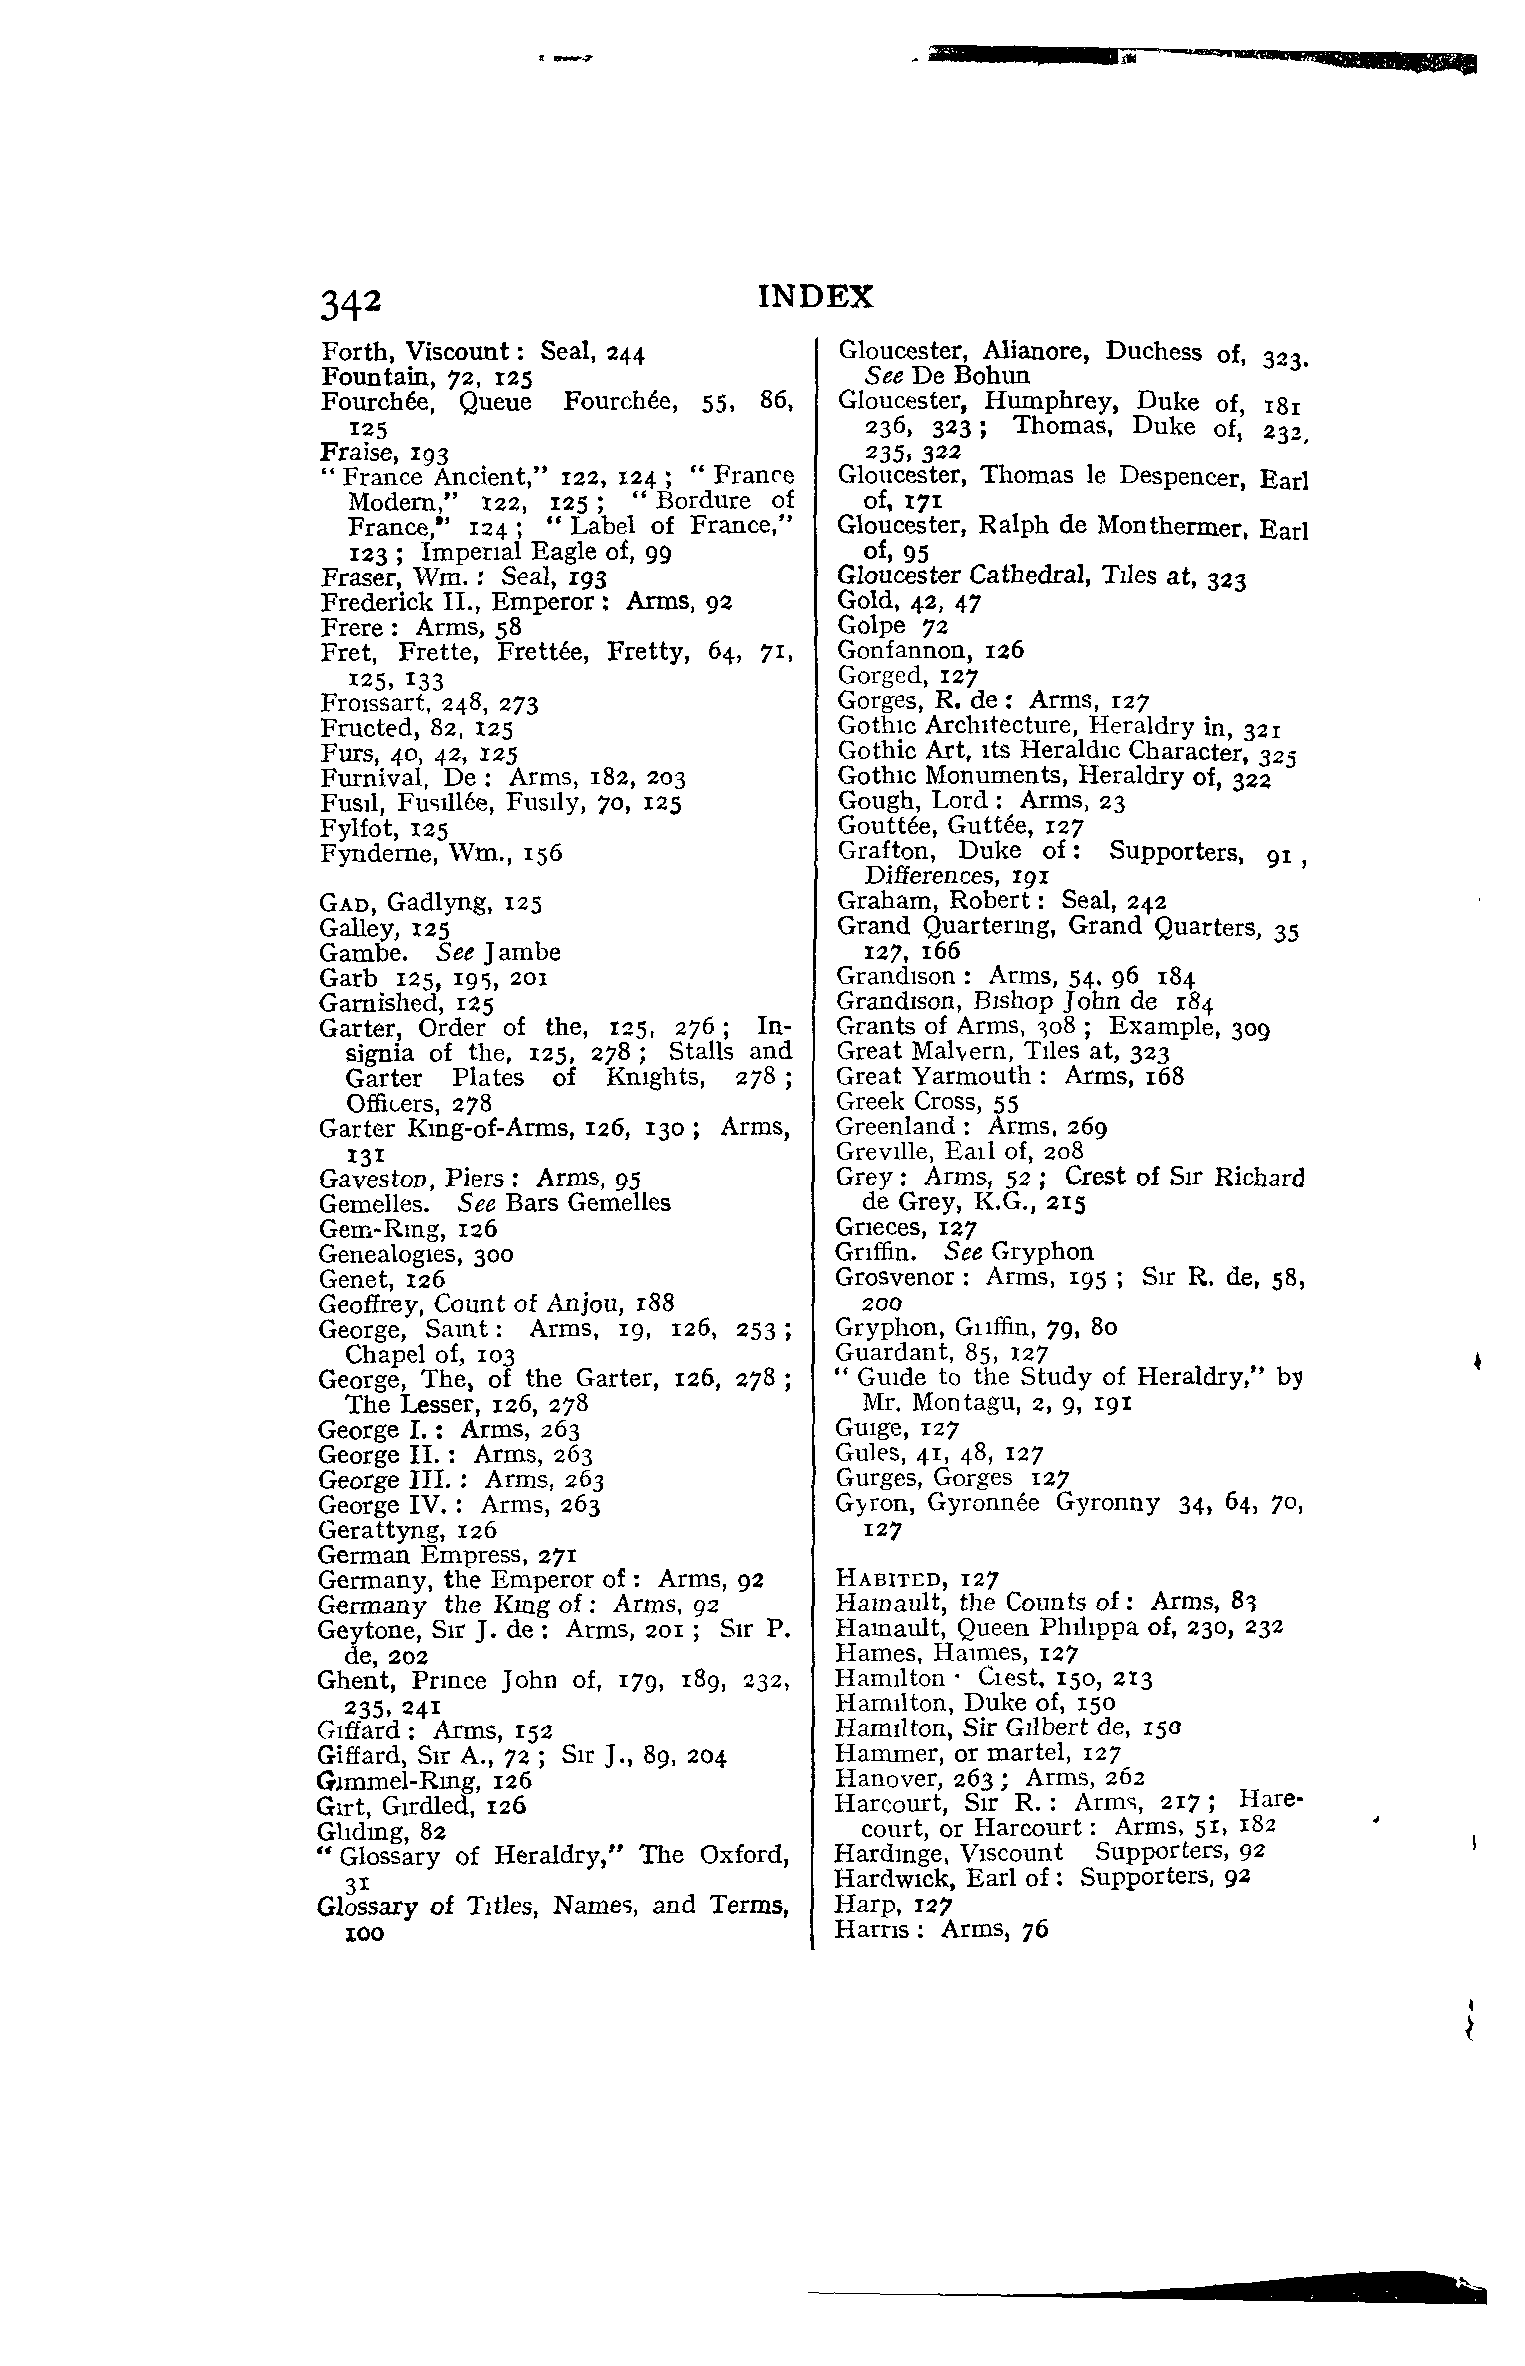 342 INDEX
Forth, Viscount : Seal, 244
Fountain, 72, 125
Fourchée, Queue Fourchée, 55, 86,
125
Fraise, 193
“ France Ancient,” 122, 124 ; “ France
Modern,” 122, 125 ; “ Bordure of
France,” 124 ; “ Label of France,”
123 ; Imperial Eagle of, 99
Fraser, Wm. : Seal, 193
Frederick II., Emperor : Arms, 92
Frere : Arms, 58
Fret, Frette, Frettée, Fretty, 64, 71,
125, 133
Froissart, 248, 273
Fructed, 82, 125
Furs, 40, 42, 125
Furnival, De : Arms, 182, 203
Fusil, Fusillée, Fusily, 70, 125
Fylfot, 125
Fynderne, Wm., 156
GAD, Gadlyng, 125
Galley, 125
Gambe. See Jambe
Garb 125, 195, 201
Garnished, 125
Garter, Order of the, 125, 276 ; In-
signia of the, 125, 278 ; Stalls and
Garter Plates of Knights, 278 ;
Officers, 278
Garter King-of-Arms, 126, 130 ; Arms,
131
Gaveston, Piers : Arms, 95
Gemelles. See Bars Gemelles
Gem-Ring, 126
Genealogies, 300
Genet, 126
Geoffrey, Count of Anjou, 188
George, Saint : Arms, 19, 126, 253 ;
Chapel of, 103
George, The, of the Garter, 126, 278 ;
The Lesser, 126, 278
George I. : Arms, 263
George II. : Arms, 263
George III. : Arms, 263
George IV. : Arms, 263
Gerattyng, 126
German Empress, 271
Germany, the Emperor of : Arms, 92
Germany the King of : Arms, 92
Geytone, Sir J. de : Arms, 201 ; Sir P.
de, 202
Ghent, Prince John of, 179, 189, 232,
235, 241
Giffard : Arms, 152
Giffard, Sir A., 72 ; Sir J., 89, 204
Gimmel-Ring, 126
Girt, Girdled, 126
Gliding, 82
“ Glossary of Heraldry,” The Oxford,
31
Glossary of Titles, Names, and Terms,
100
Gloucester, Alianore, Duchess of, 323.
See De Bohun
Gloucester, Humphrey, Duke of, 181
236, 323 ; Thomas, Duke of, 232,
235, 322
Gloucester, Thomas le Despencer, Earl
of, 171
Gloucester, Ralph de Monthermer, Earl
of, 95
Gloucester Cathedral, Tiles at, 323
Gold, 42, 47
Golpe 72
Gonfannon, 126
Gorged, 127
Gorges, R. de : Arms, 127
Gothic Architecture, Heraldry in, 321
Gothic Art, its Heraldic Character, 325
Gothic Monuments, Heraldry of, 322
Gough, Lord : Arms, 23
Gouttée, Guttée, 127
Grafton, Duke of : Supporters, 91 ,
Differences, 191
Graham, Robert : Seal, 242
Grand Quartering, Grand Quarters, 35
127, 166
Grandison : Arms, 54, 96 184
Grandison, Bishop John de 184
Grants of Arms, 308 ; Example, 309
Great Malvern, Tiles at, 323
Great Yarmouth : Arms, 168
Greek Cross, 55
Greenland : Arms, 269
Greville, Earl of, 208
Grey : Arms, 52 ; Crest of Sir Richard
de Grey, K.G., 215
Grieces, 127
Griffin. See Gryphon
Grosvenor : Arms, 195 ; Sir R. de, 58,
200
Gryphon, Griffin, 79, 80
Guardant, 85, 127
“ Guide to the Study of Heraldry,” by
Mr. Montagu, 2, 9, 191
Guige, 127
Gules, 41, 48, 127
Gurges, Gorges 127
Gyron, Gyronnée Gyronny 34, 64, 70,
127
HABITED, 127
Hainault, the Counts of : Arms, 83
Hainault, Queen Philippa of, 230, 232
Hames, Haimes, 127
Hamilton · Crest, 150, 213
Hamilton, Duke of, 150
Hamilton, Sir Gilbert de, 150
Hammer, or martel, 127
Hanover, 263 ; Arms, 262
Harcourt, Sir R. : Arms, 217 ; Hare-
court, or Harcourt : Arms, 51, 182
Hardinge, Viscount Supporters, 92
Hardwick, Earl of : Supporters, 92
Harp, 127
Harris : Arms, 76